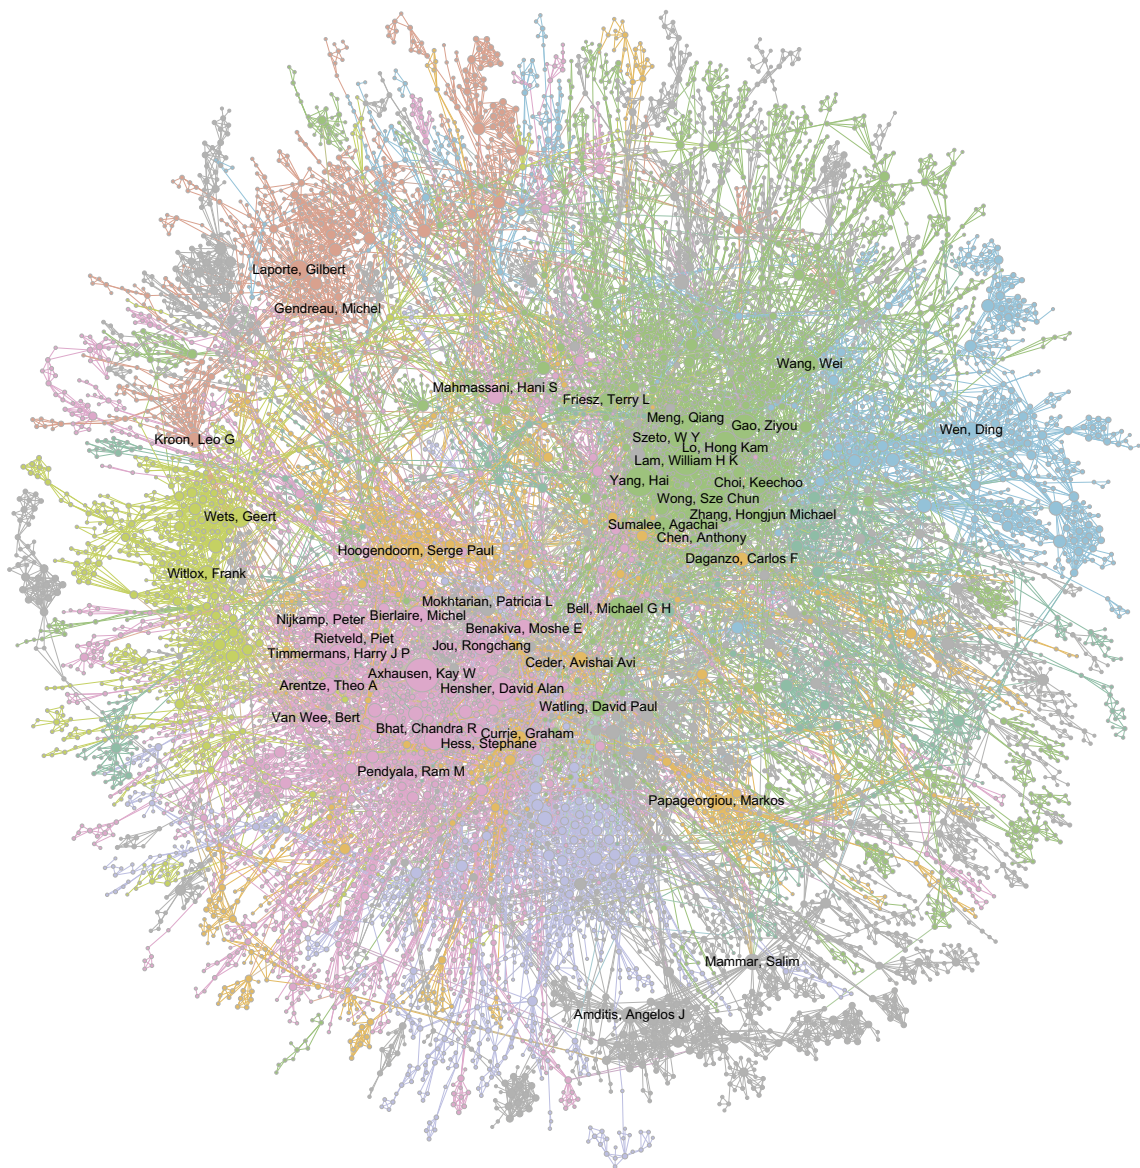 Laporte, Gilbert
Gendreau, Michel
Wang, Wei
Mahmassani, Hani S
Friesz, Terry L
Meng, Qiang
Gao, Ziyou
Wen, Ding
Kroon, Leo G
Szeto, W Y
Lo, Hong Kam
Lam, William H K
Yang, Hai
Choi, Keechoo
Wong, Sze Chun
Wets, Geert
Zhang, Hongjun Michael
Sumalee, Agachai
Chen, Anthony
Hoogendoorn, Serge Paul
Daganzo, Carlos F
Witlox, Frank
Mokhtarian, Patricia L
Bell, Michael G H
Nijkamp, Peter
Bierlaire, Michel
Benakiva, Moshe E
Rietveld, Piet
Jou, Rongchang
Timmermans, Harry J P
Ceder, Avishai Avi
Axhausen, Kay W
Arentze, Theo A
Hensher, David Alan
Watling, David Paul
Van Wee, Bert
Bhat, Chandra R
Currie, Graham
Hess, Stephane
Pendyala, Ram M
Papageorgiou, Markos
Mammar, Salim
Amditis, Angelos J